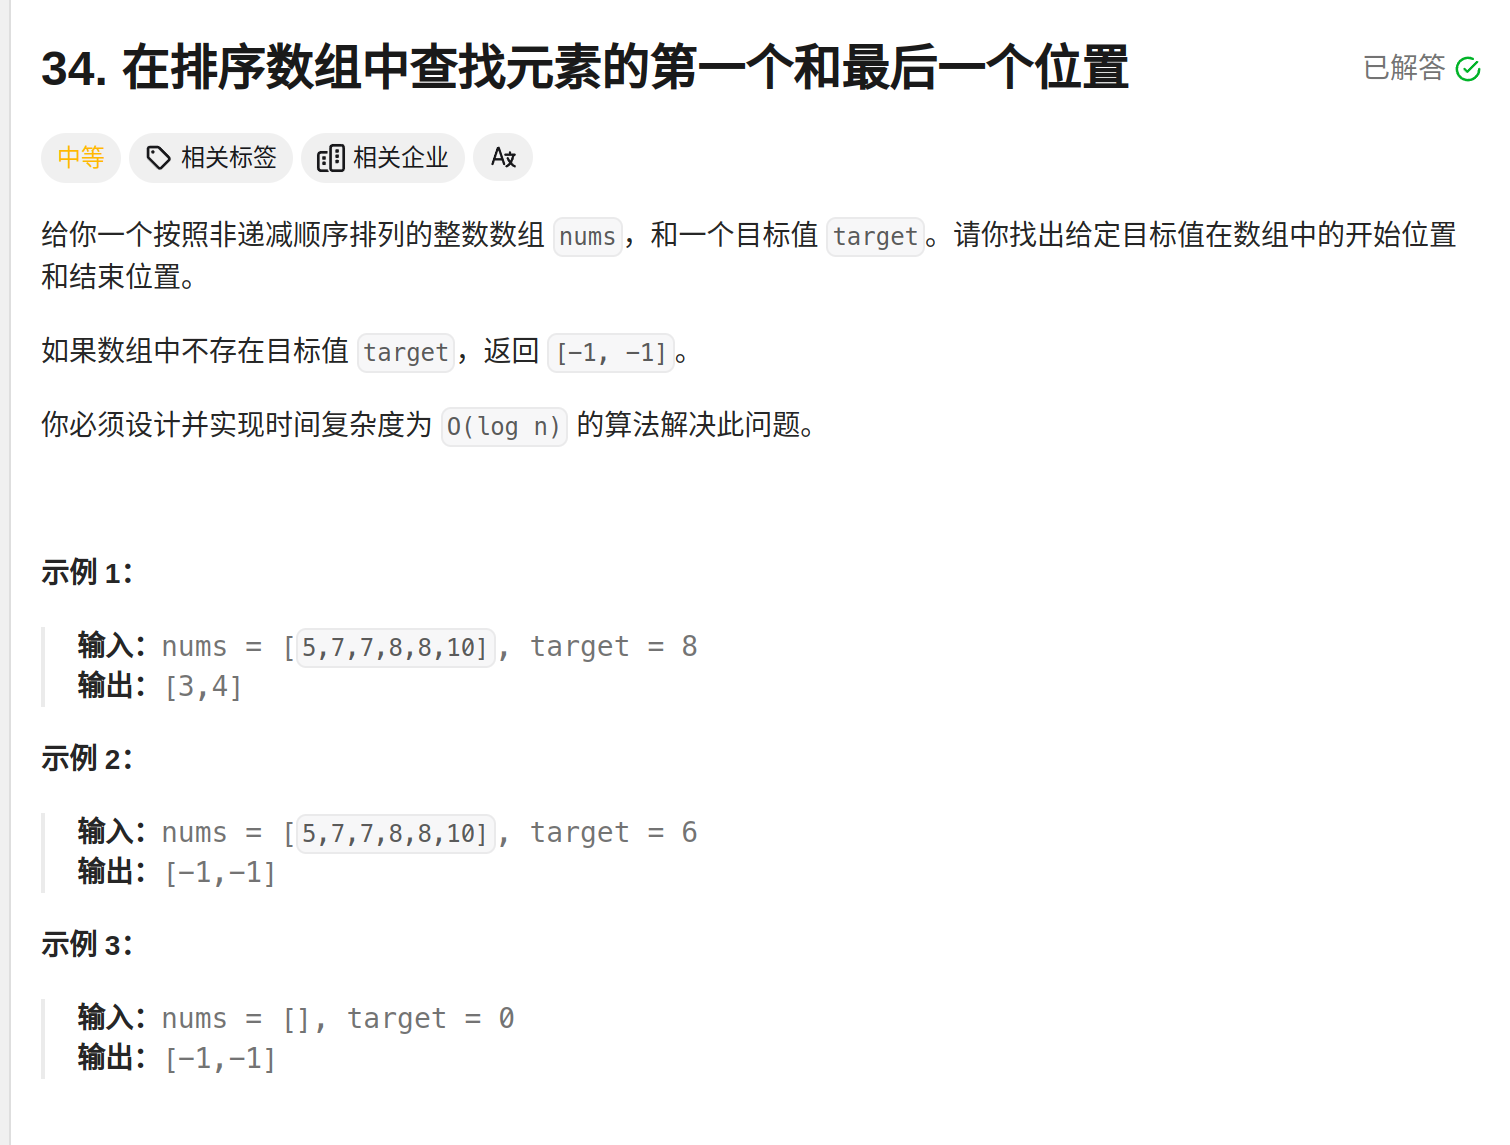 34. 在排序数组中查找元素的第一个和最后一个位置
已解答
中等 相关标签 相关企业
给你一个按照非递减顺序排列的整数数组 nums，和一个目标值 target。请你找出给定目标值在数组中的开始位置
和结束位置。
如果数组中不存在目标值 target，返回 [-1, -1]。
你必须设计并实现时间复杂度为 O(log n) 的算法解决此问题。
示例 1：
输入：nums = [5,7,7,8,8,10], target = 8
输出：[3,4]
示例 2：
输入：nums = [5,7,7,8,8,10], target = 6
输出：[-1,-1]
示例 3：
输入：nums = [], target = 0
输出：[-1,-1]